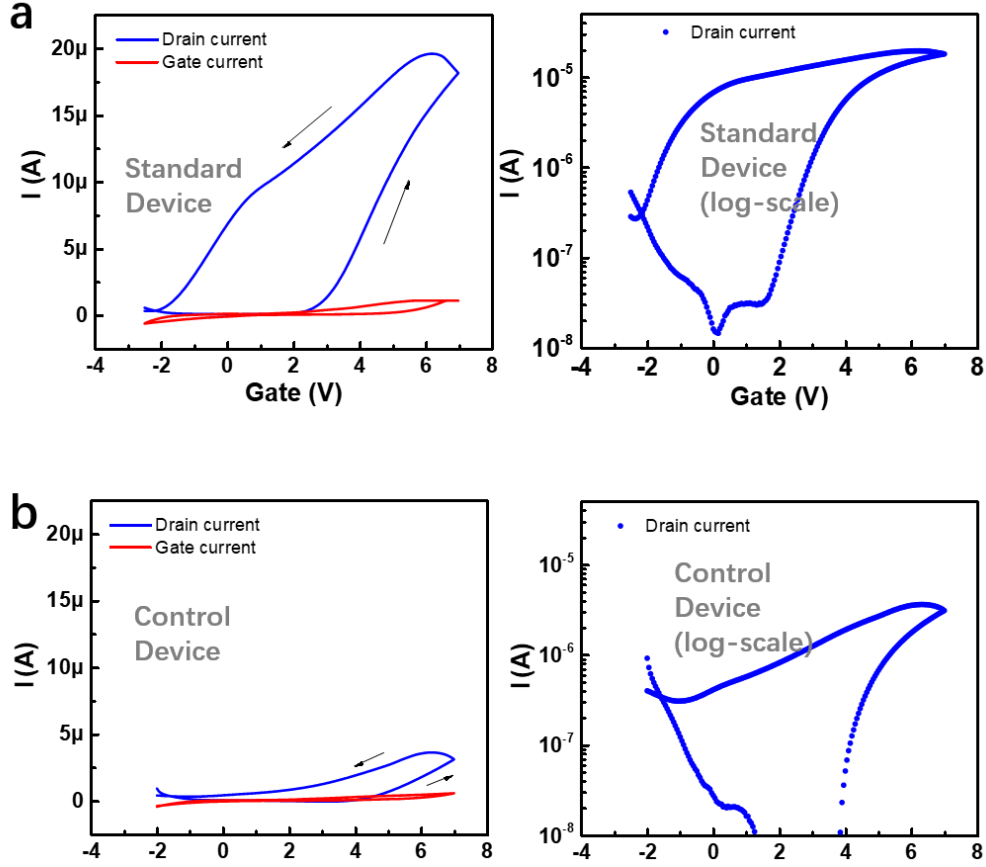 a
Drain current
Gate current
20μ
15μ
10μ
5μ
0
I (A)
Standard
Device
-4
-2
0
2
4
6
8
Gate (V)
Drain current
10-5
10-6
10-7
10-8
I (A)
Standard
Device
(log-scale)
-4
-2
0
2
4
6
8
Gate (V)
b
Drain current
Gate current
20μ
15μ
10μ
5μ
0
I (A)
Control
Device
-4
-2
0
2
4
6
8
Drain current
10-5
10-6
10-7
10-8
I (A)
Control
Device
(log-scale)
-4
-2
0
2
4
6
8